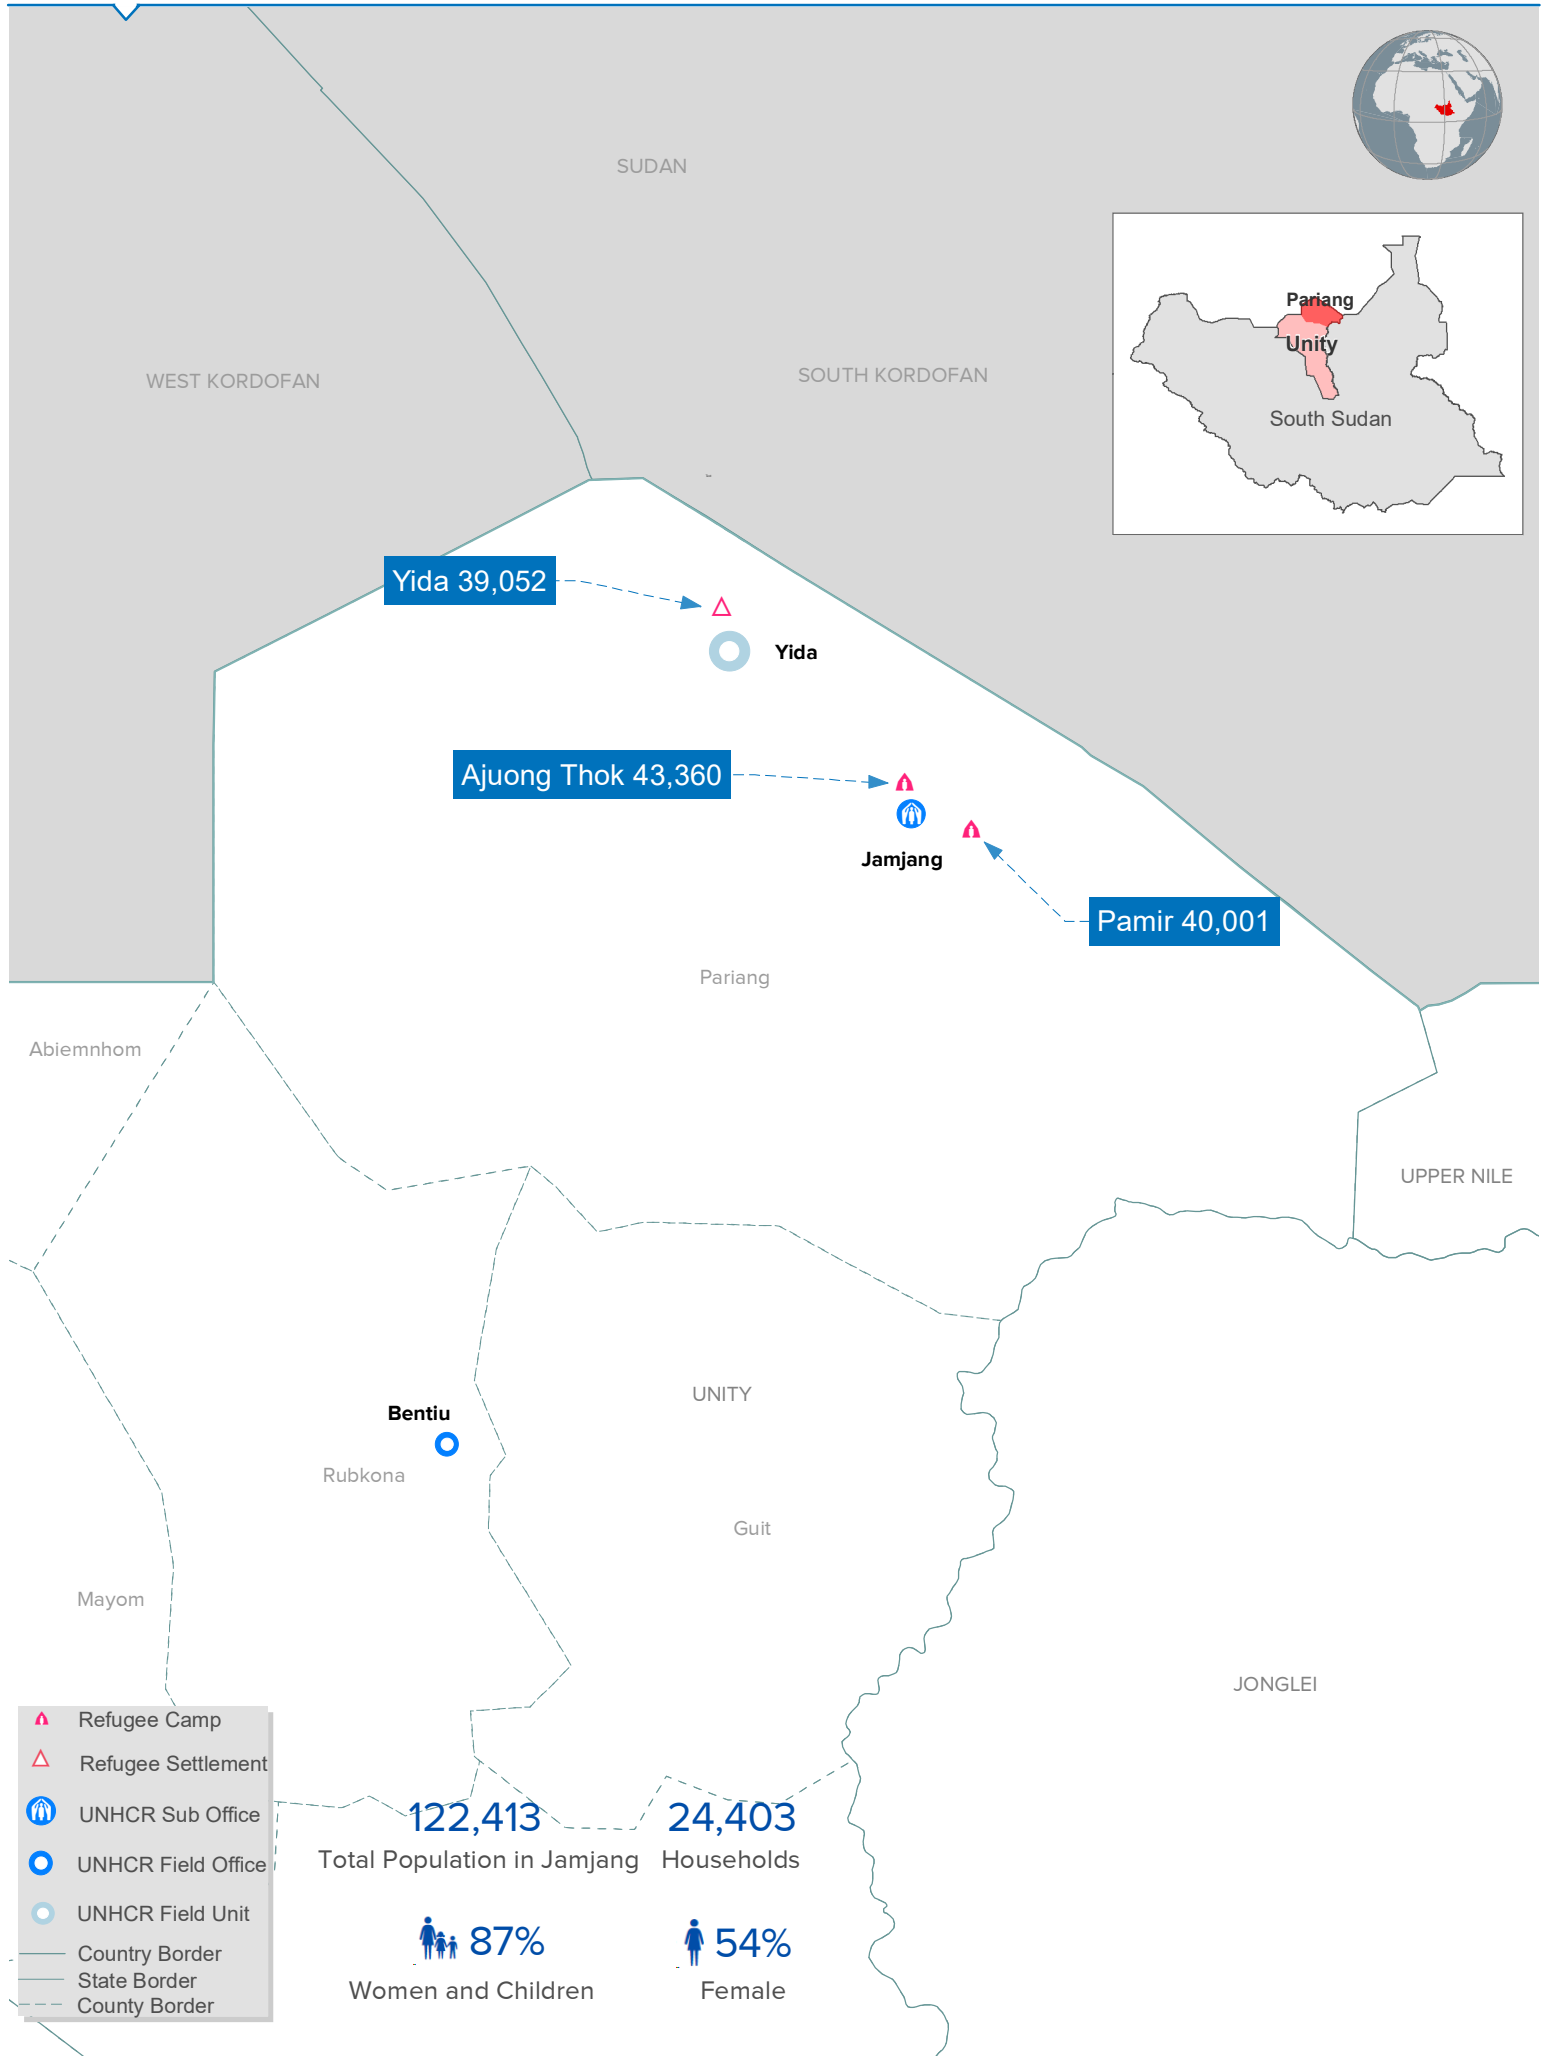 SUDAN
Pariang
Unity
South Sudan
WEST KORDOFAN
SOUTH KORDOFAN
Yida 39,052
Yida
Ajuong Thok 43,360
Jamjang
Pamir 40,001
Pariang
Abiemnhom
UPPER NILE
UNITY
Bentiu
Rubkona
Guit
Mayom
JONGLEI
Refugee Camp
Refugee Settlement
UNHCR Sub Office
UNHCR Field Office
UNHCR Field Unit
Country Border
State Border
County Border
122,413
Total Population in Jamjang
24,403
Households
87%
Women and Children
54%
Female